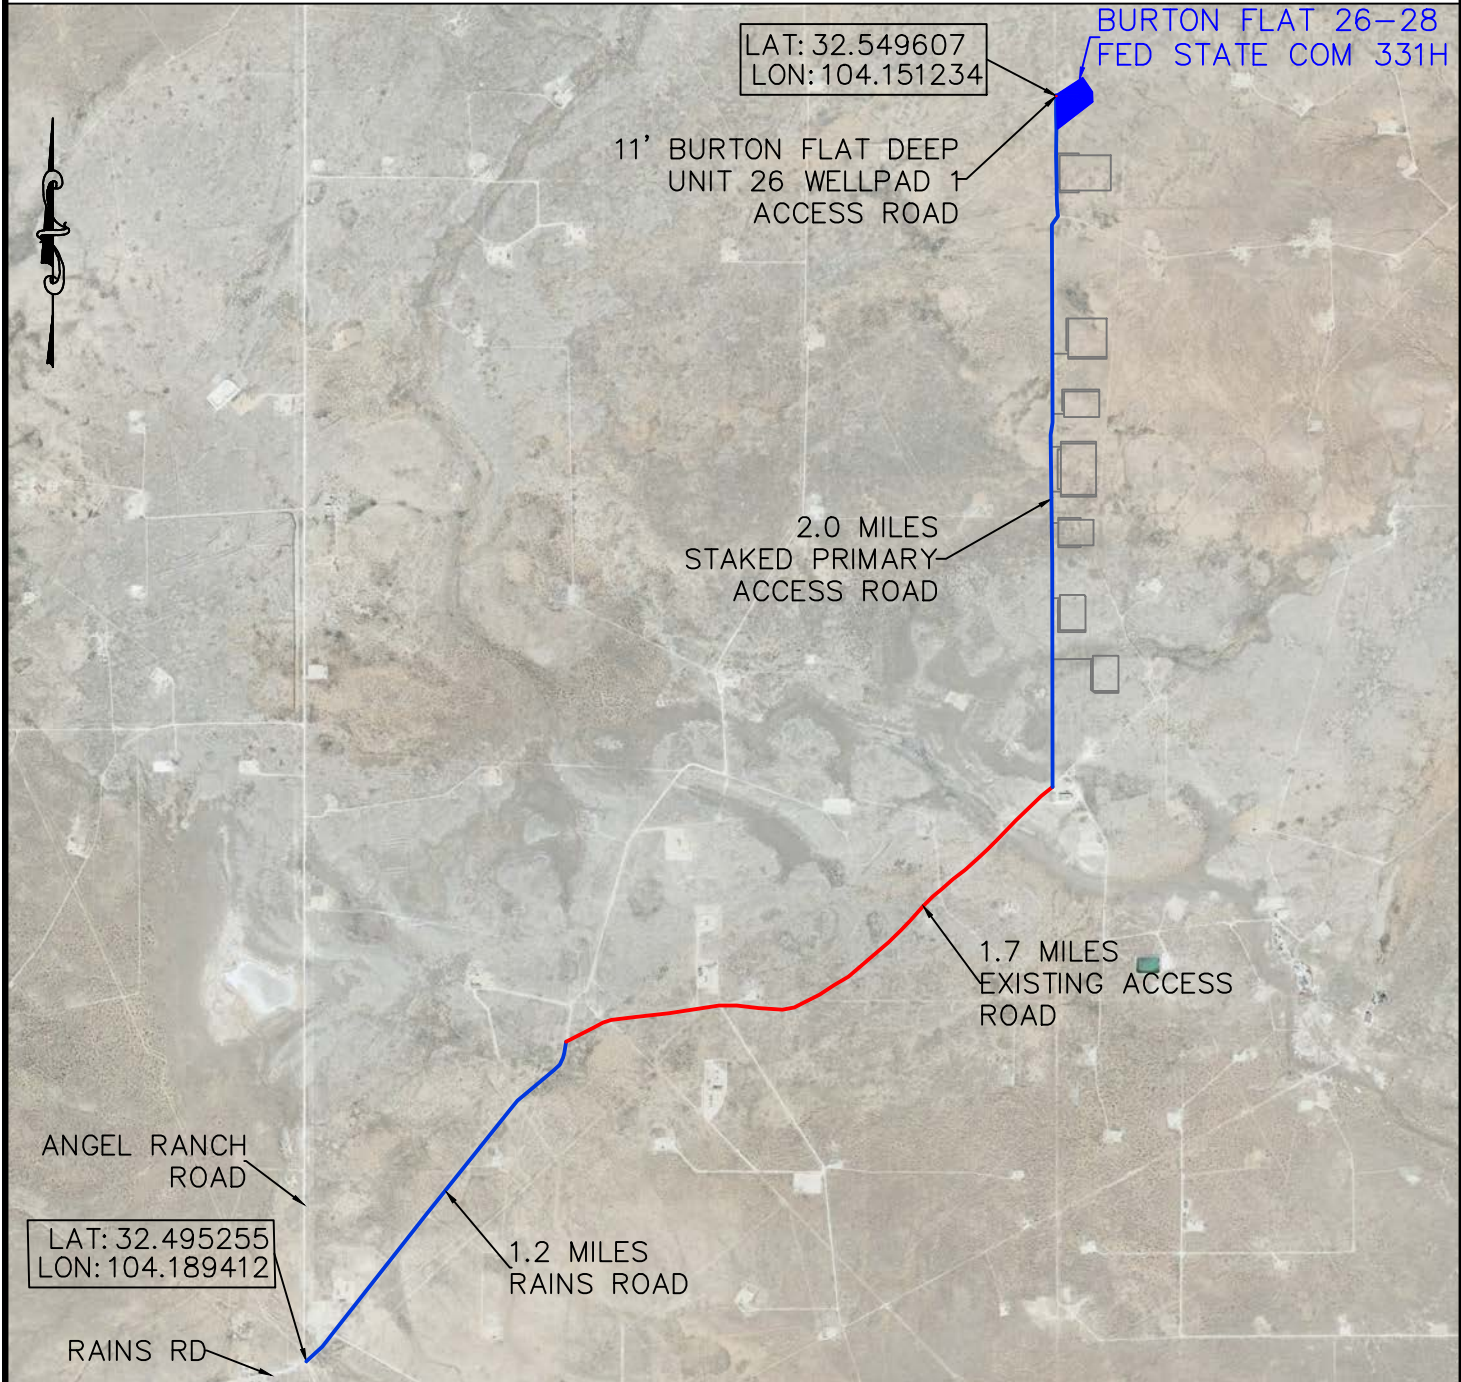 BURTON FLAT 26-28
FED STATE COM 331H
LAT: 32.549607
LON: 104.151234
11' BURTON FLAT DEEP
UNIT 26 WELLPAD 1
ACCESS ROAD
2.0 MILES
STAKED PRIMARY
ACCESS ROAD
1.7 MILES
EXISTING ACCESS
ROAD
ANGEL RANCH
ROAD
LAT: 32.495255
LON: 104.189412
1.2 MILES
RAINS ROAD
RAINS RD